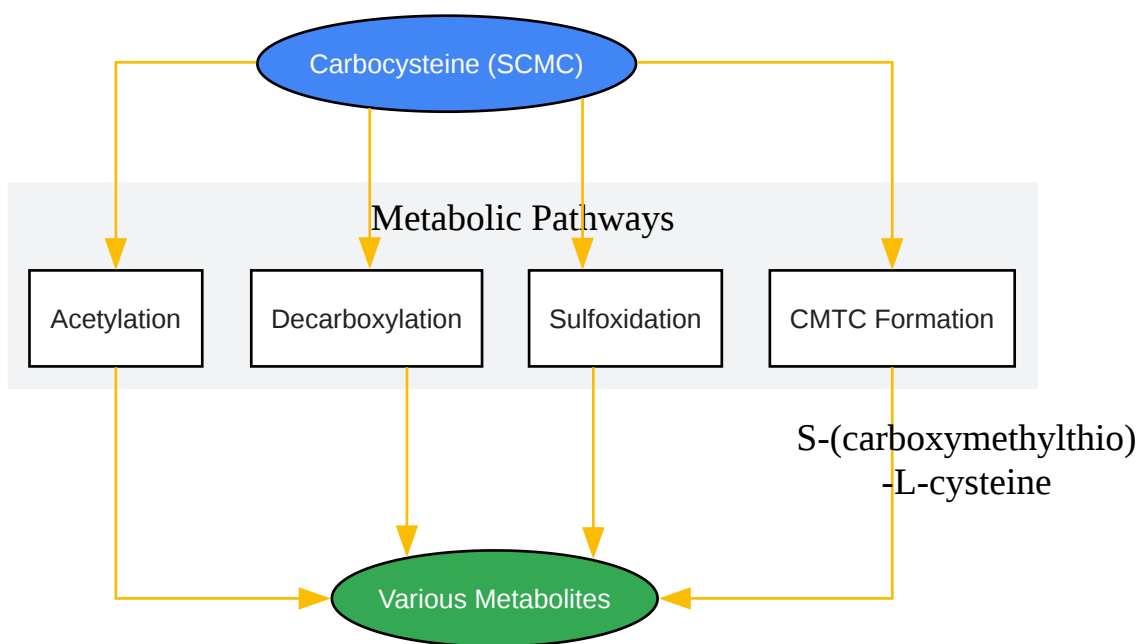 Carbocysteine (SCMC)
Metabolic Pathways
Acetylation
Decarboxylation
Sulfoxidation
CMTC Formation
S-(carboxymethylthio)
-L-cysteine
Various Metabolites